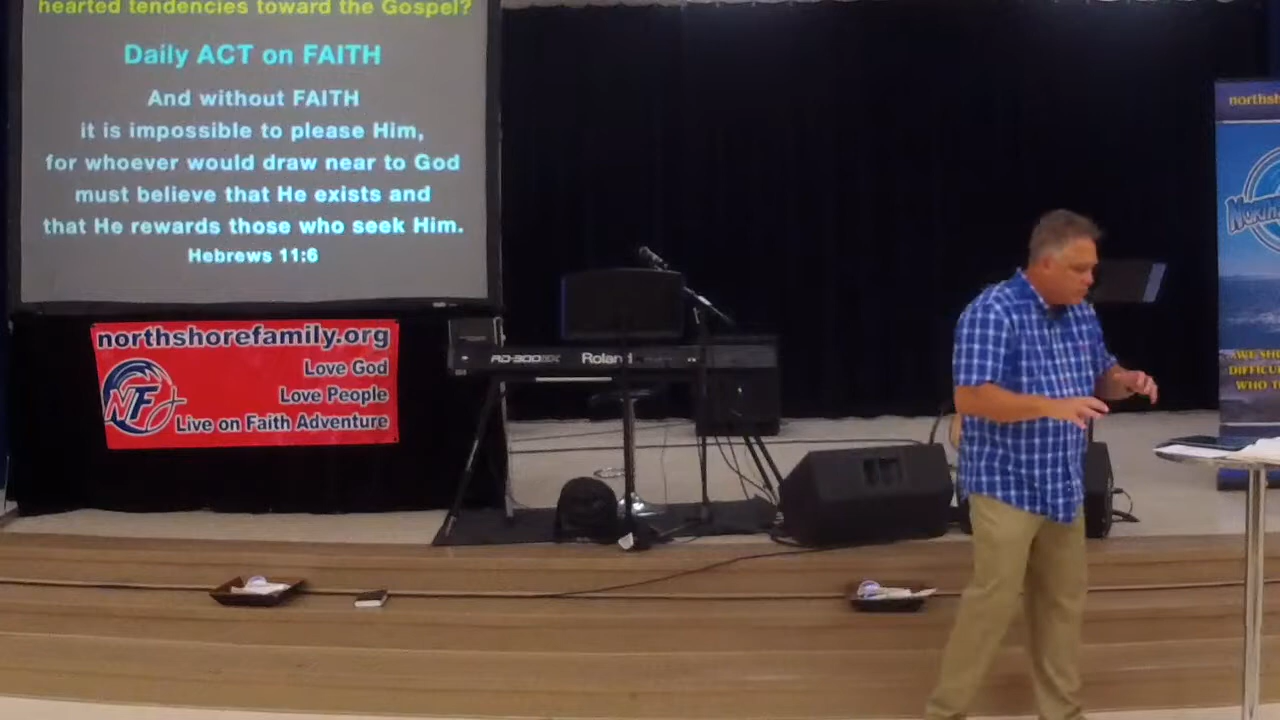 hearted tendencies toward the Gospel?
Daily ACT on FAITH
And without FAITH
it is impossible to please Him,
for whoever would draw near to God
must believe that He exists and
that He rewards those who seek Him.
Hebrews 11:6
northshorefamily.org
Love God
Love People
Live on Faith Adventure
NF
RD-300SX Roland
WHO